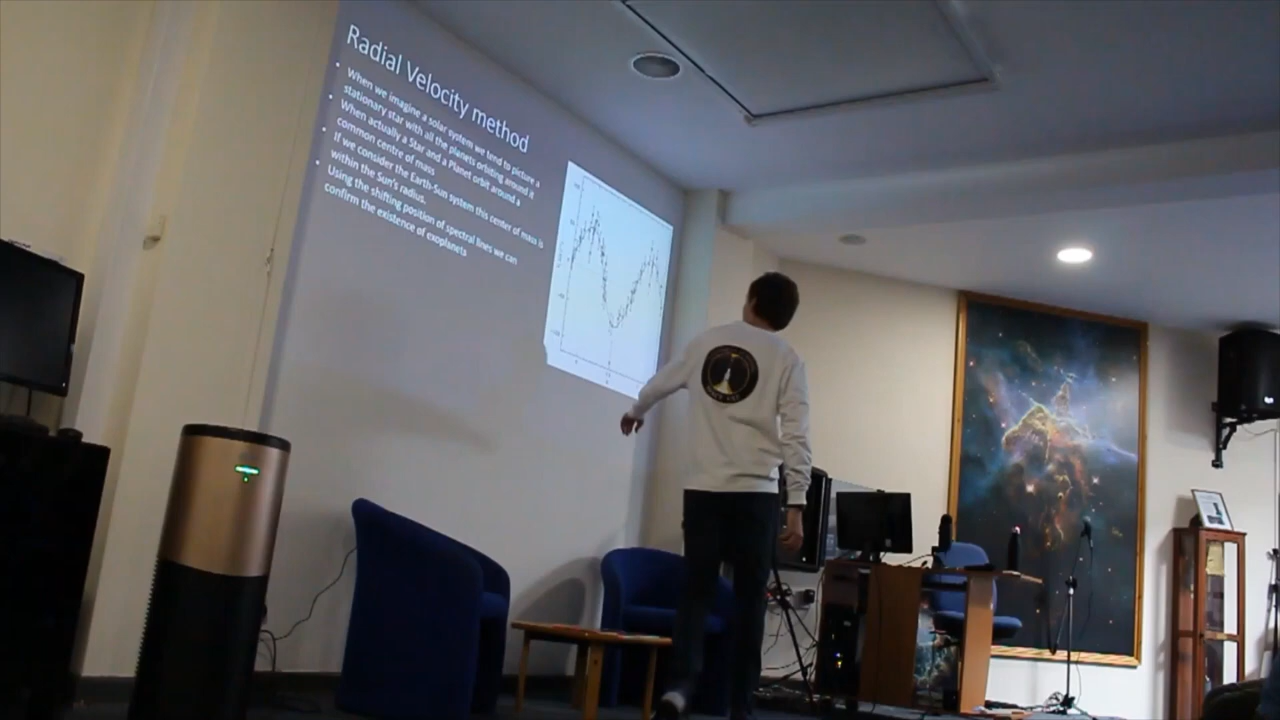 Radial Velocity method
• When we imagine a solar system we tend to picture a
stationary star with all the planets orbiting around it
• When actually a Star and a Planet orbit around a
common centre of mass
• If we consider the Earth-Sun system this center of mass is
within the Sun's radius.
• Using the shifting position of spectral lines we can
confirm the existence of exoplanets